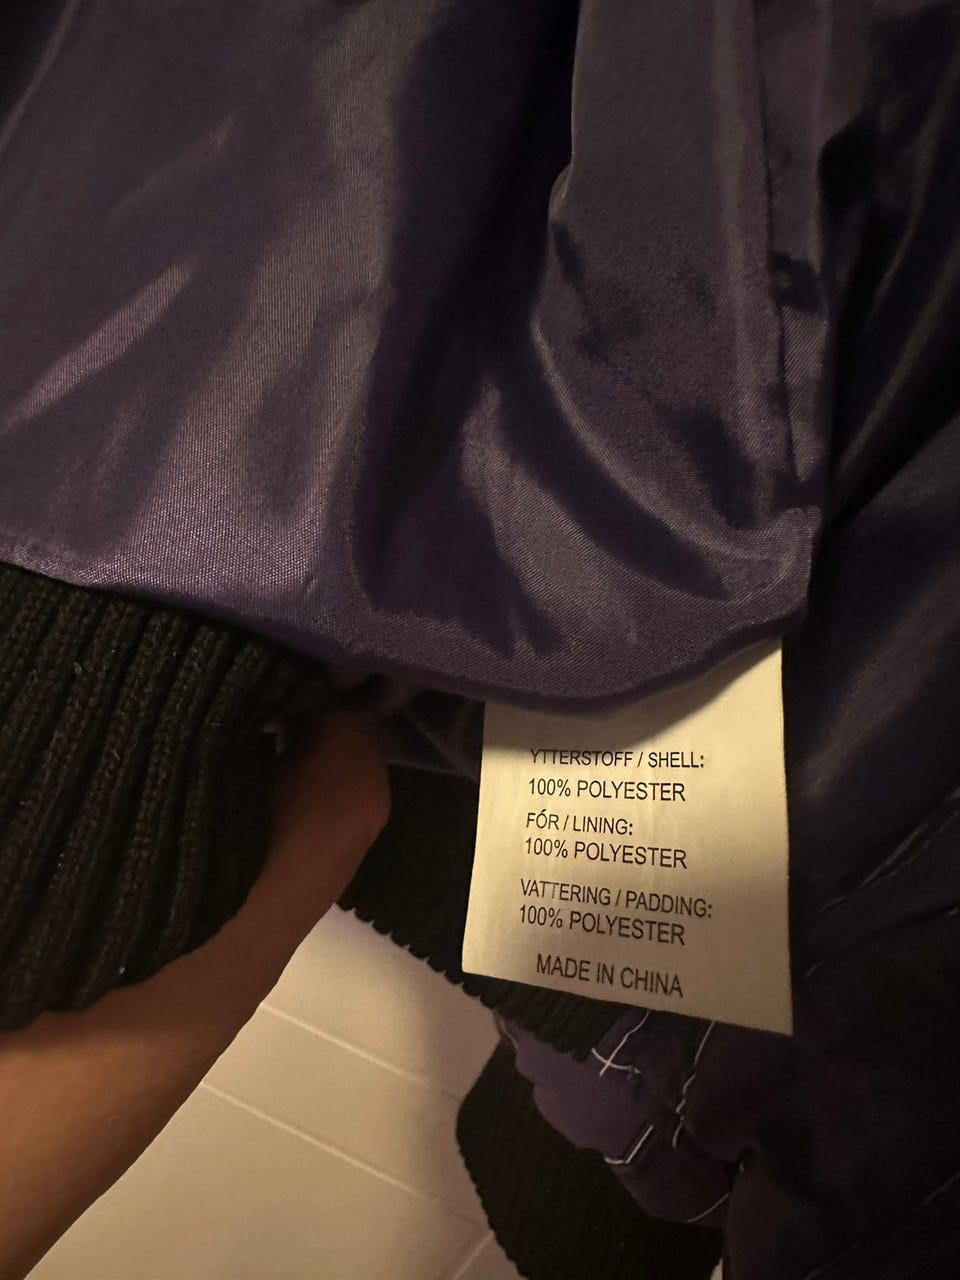 YTTERSTOFF / SHELL:
100% POLYESTER
FÓR / LINING:
100% POLYESTER
VATTERING / PADDING:
100% POLYESTER
MADE IN CHINA